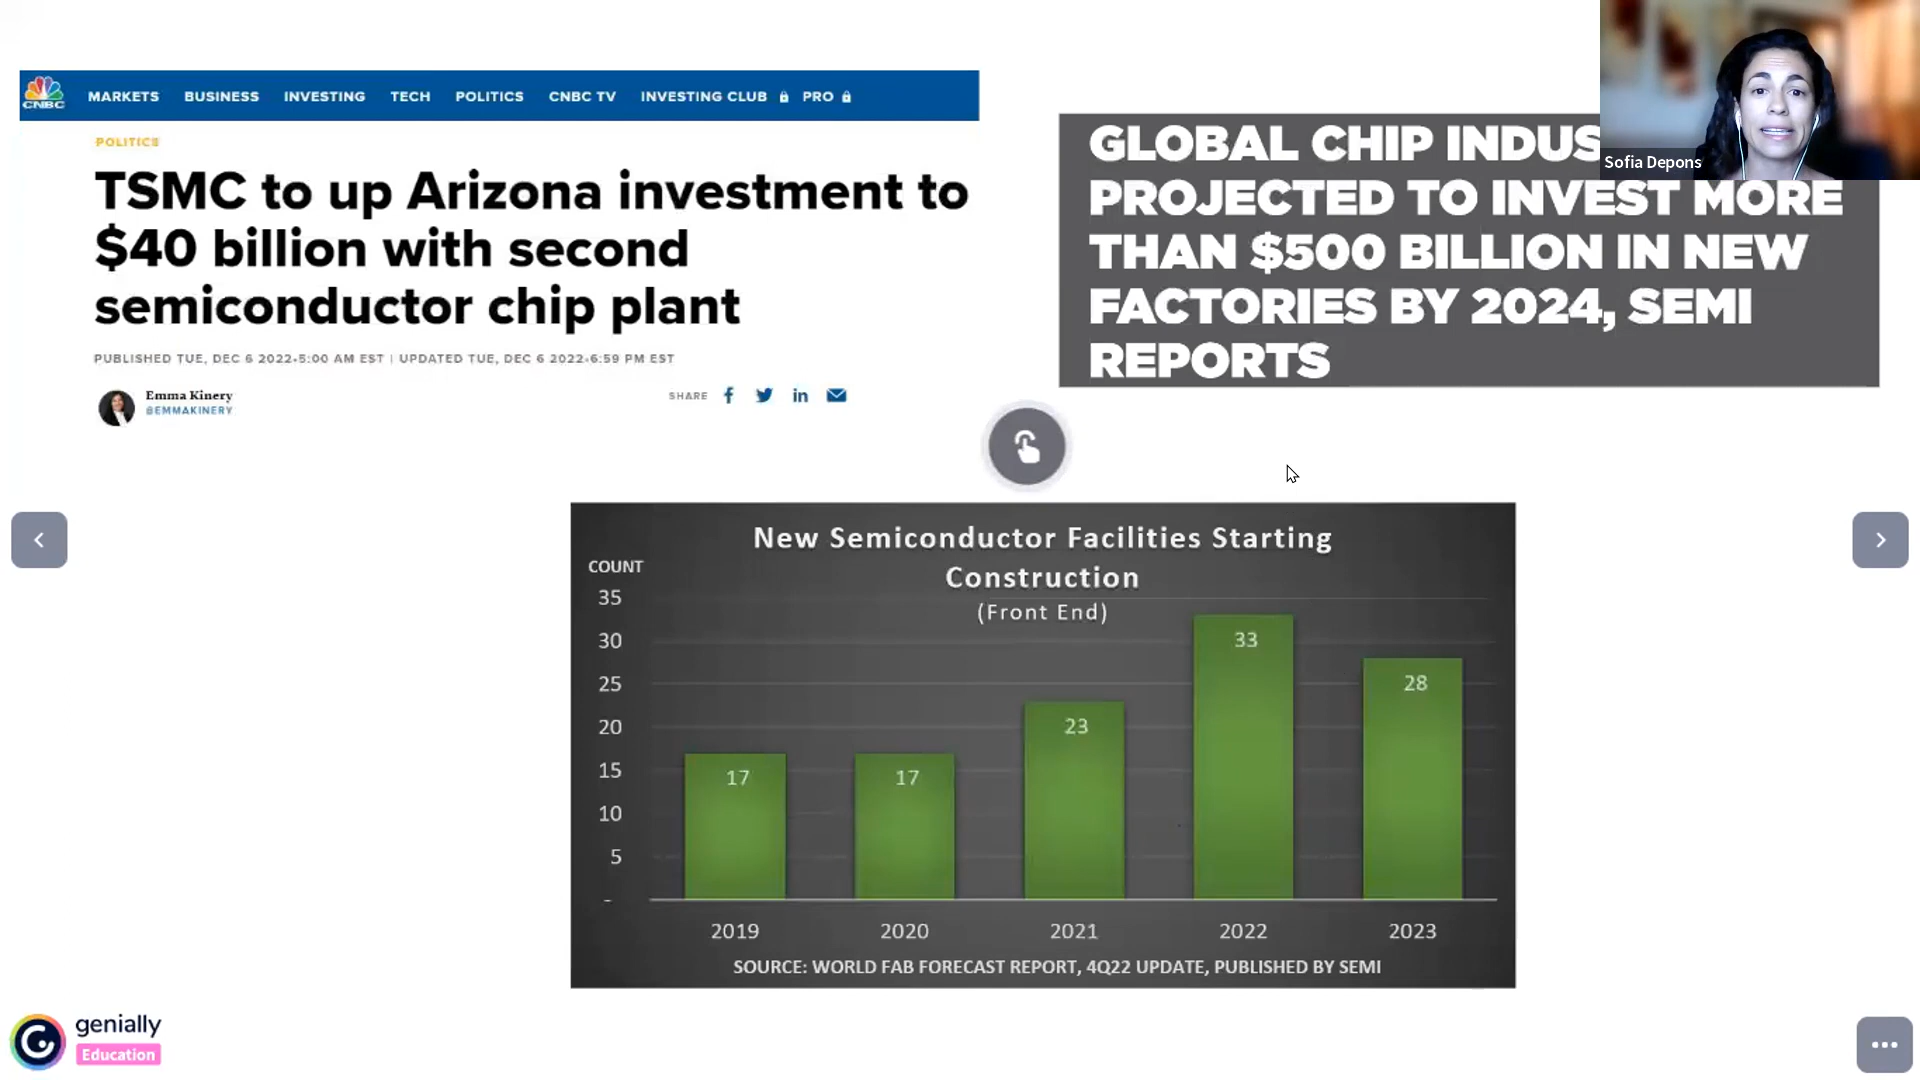 CNBC
MARKETS BUSINESS INVESTING TECH POLITICS CNBC TV INVESTING CLUB PRO
POLITICS
TSMC to up Arizona investment to
$40 billion with second
semiconductor chip plant
PUBLISHED TUE, DEC 6 2022•5:00 AM EST | UPDATED TUE, DEC 6 2022•6:59 PM EST
Emma Kinery
@EMMAKINERY
SHARE
GLOBAL CHIP INDUS
PROJECTED TO INVEST MORE
THAN $500 BILLION IN NEW
FACTORIES BY 2024, SEMI
REPORTS
Sofia Depons
New Semiconductor Facilities Starting
Construction
(Front End)
COUNT
35
30
25
20
15
10
5
-
17
17
23
33
28
2019 2020 2021 2022 2023
SOURCE: WORLD FAB FORECAST REPORT, 4Q22 UPDATE, PUBLISHED BY SEMI
genially
Education